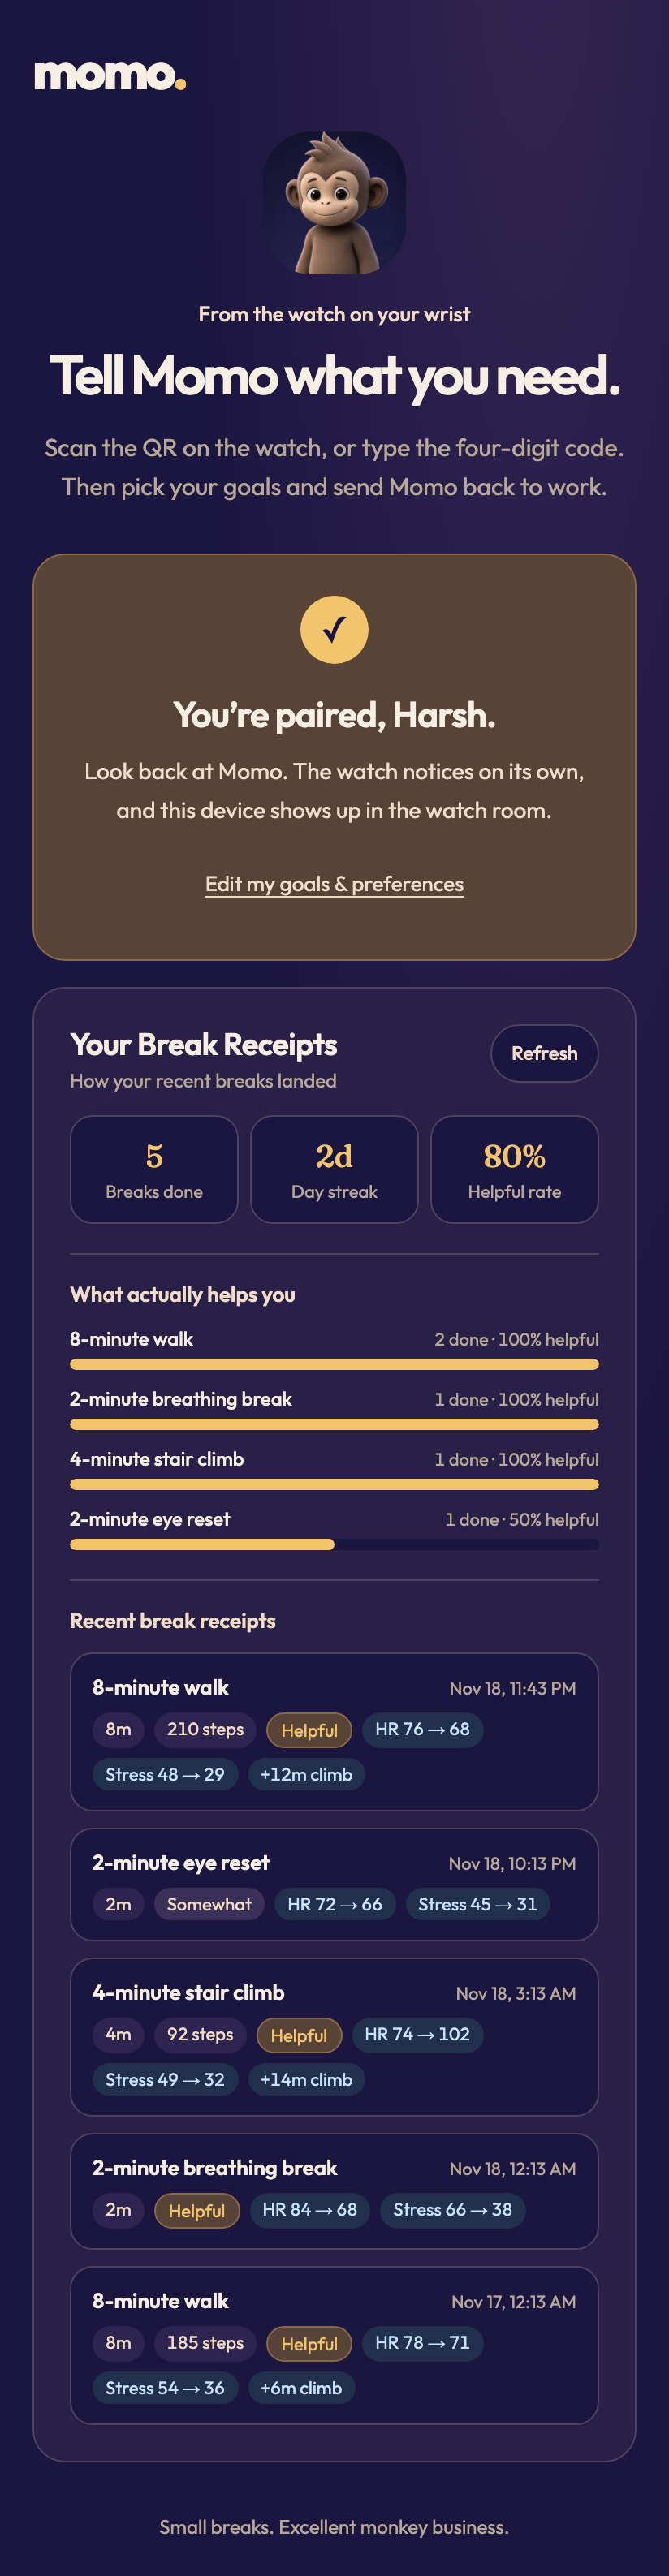 momo.
From the watch on your wrist
Tell Momo what you need.
Scan the QR on the watch, or type the four-digit code.
Then pick your goals and send Momo back to work.
✓
You’re paired, Harsh.
Look back at Momo. The watch notices on its own,
and this device shows up in the watch room.
Edit my goals & preferences
Your Break Receipts
Refresh
How your recent breaks landed
5
2d
80%
Breaks done
Day streak
Helpful rate
What actually helps you
8-minute walk 2 done · 100% helpful
2-minute breathing break 1 done · 100% helpful
4-minute stair climb 1 done · 100% helpful
2-minute eye reset 1 done · 50% helpful
Recent break receipts
8-minute walk Nov 18, 11:43 PM
8m 210 steps Helpful HR 76 → 68
Stress 48 → 29 +12m climb
2-minute eye reset Nov 18, 10:13 PM
2m Somewhat HR 72 → 66 Stress 45 → 31
4-minute stair climb Nov 18, 3:13 AM
4m 92 steps Helpful HR 74 → 102
Stress 49 → 32 +14m climb
2-minute breathing break Nov 18, 12:13 AM
2m Helpful HR 84 → 68 Stress 66 → 38
8-minute walk Nov 17, 12:13 AM
8m 185 steps Helpful HR 78 → 71
Stress 54 → 36 +6m climb
Small breaks. Excellent monkey business.